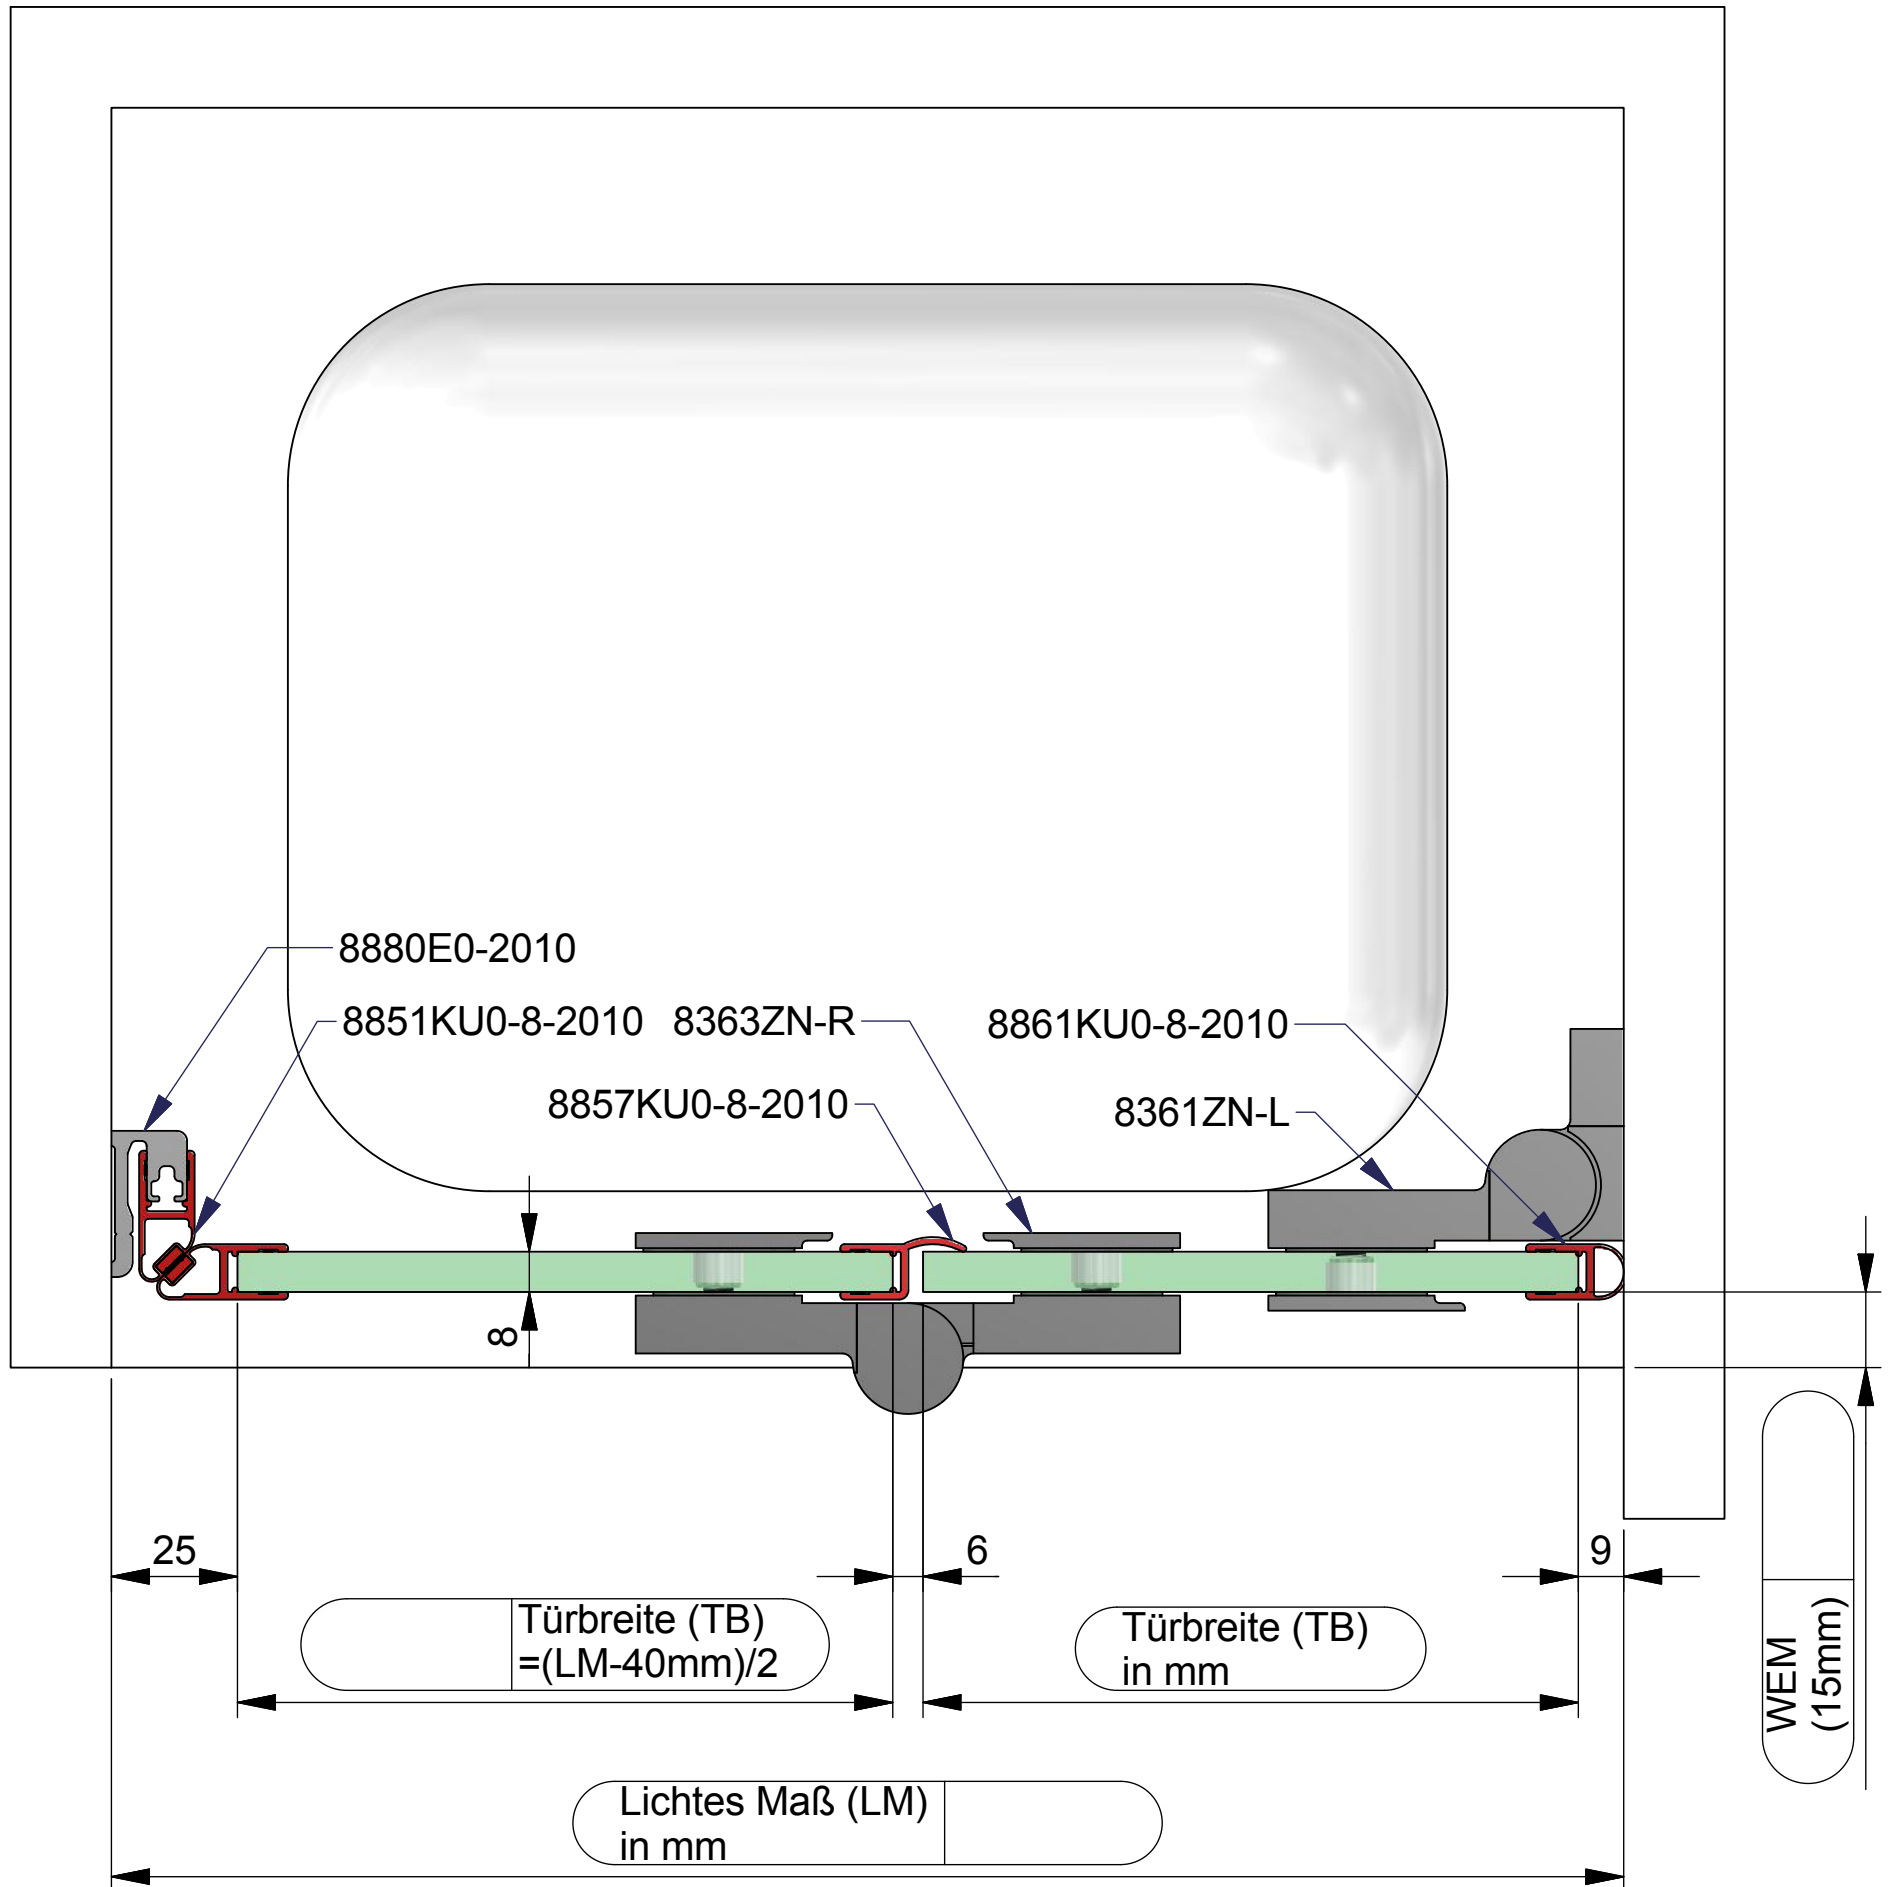 8880E0-2010
8851KU0-8-2010
8363ZN-R
8861KU0-8-2010
8857KU0-8-2010
8361ZN-L
8
25
6
9
Türbreite (TB)
=(LM-40mm)/2
Türbreite (TB)
in mm
WEM
(15mm)
Lichtes Maß (LM)
in mm